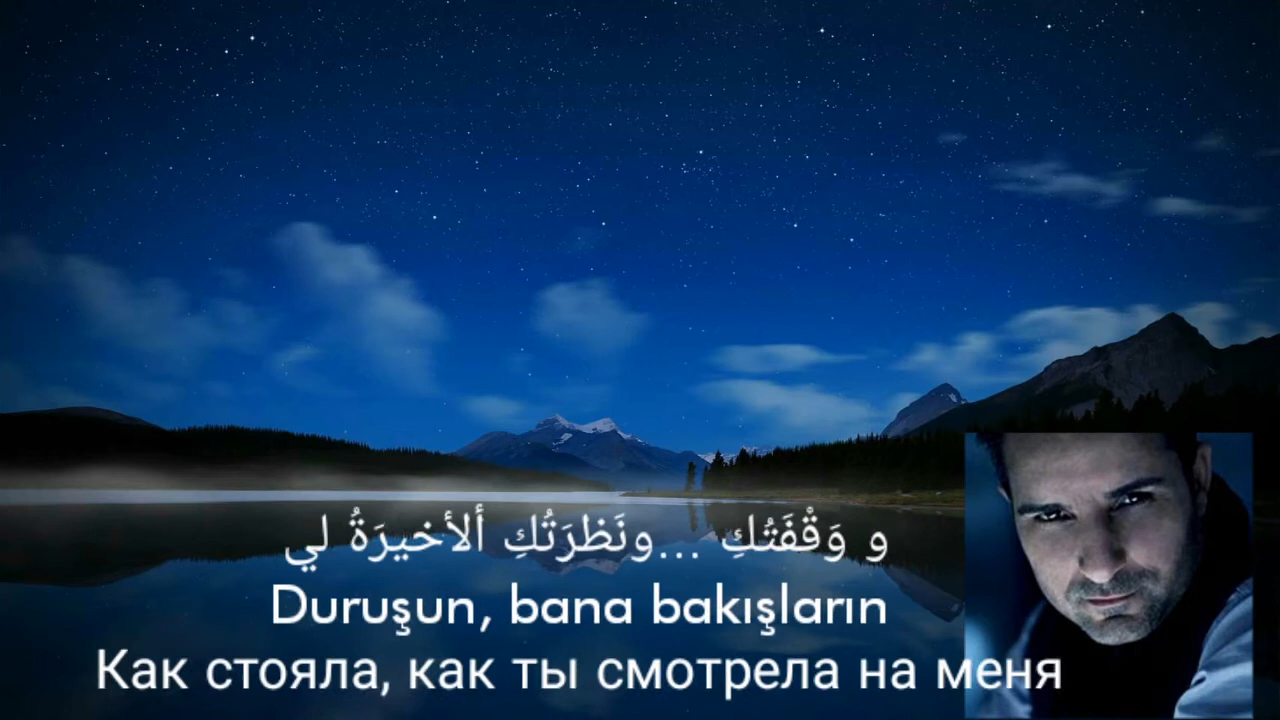 و وَقْفَتُكِ ...ونَظرَتُكِ ألأخيرَةُ لي
Duruşun, bana bakışların
Как стояла, как ты смотрела на меня